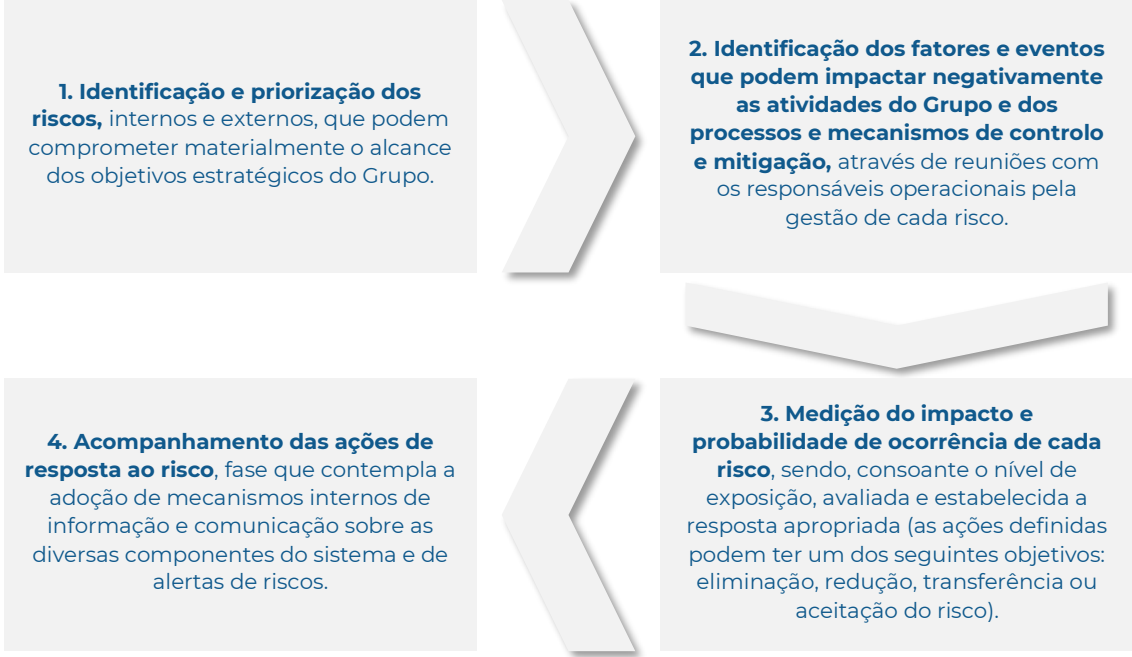 1. Identificação e priorização dos
riscos, internos e externos, que podem
comprometer materialmente o alcance
dos objetivos estratégicos do Grupo.
2. Identificação dos fatores e eventos
que podem impactar negativamente
as atividades do Grupo e dos
processos e mecanismos de controlo
e mitigação, através de reuniões com
os responsáveis operacionais pela
gestão de cada risco.
3. Medição do impacto e
probabilidade de ocorrência de cada
risco, sendo, consoante o nível de
exposição, avaliada e estabelecida a
resposta apropriada (as ações definidas
podem ter um dos seguintes objetivos:
eliminação, redução, transferência ou
aceitação do risco).
4. Acompanhamento das ações de
resposta ao risco, fase que contempla a
adoção de mecanismos internos de
informação e comunicação sobre as
diversas componentes do sistema e de
alertas de riscos.